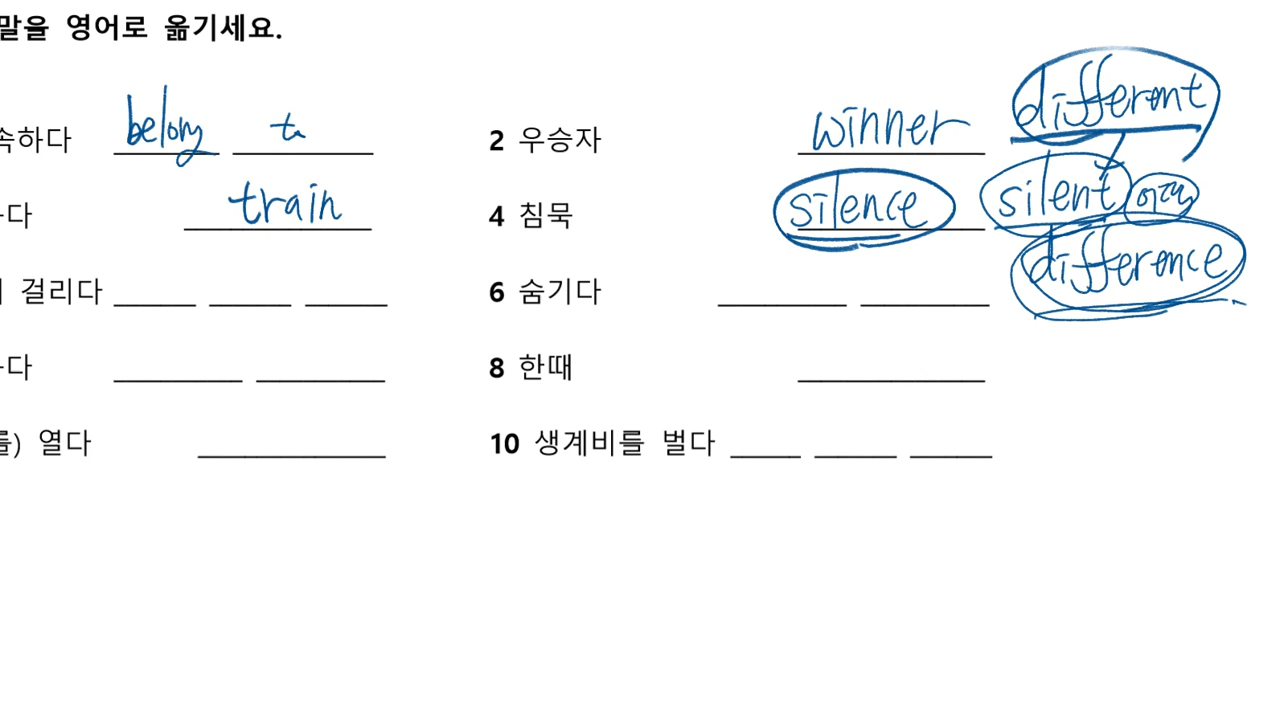 말을 영어로 옮기세요.
속하다 belong to 2 우승자 winner different
다 train 4 침묵 silence silent
difference
걸리다 6 숨기다
다 8 한때
를) 열다 10 생계비를 벌다